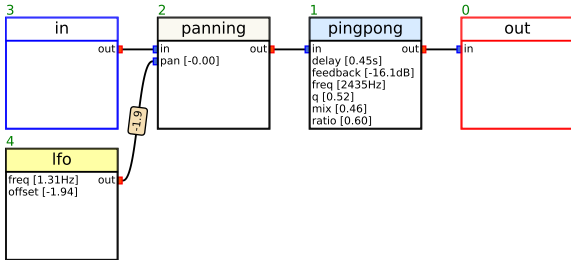 3
in
out
2
panning
in
out
pan [-0.00]
1
pingpong
in
out
delay [0.45s]
feedback [-16.1dB]
freq [2435Hz]
q [0.52]
mix [0.46]
ratio [0.60]
0
out
in
-1.9
4
lfo
freq [1.31Hz]
out
offset [-1.94]